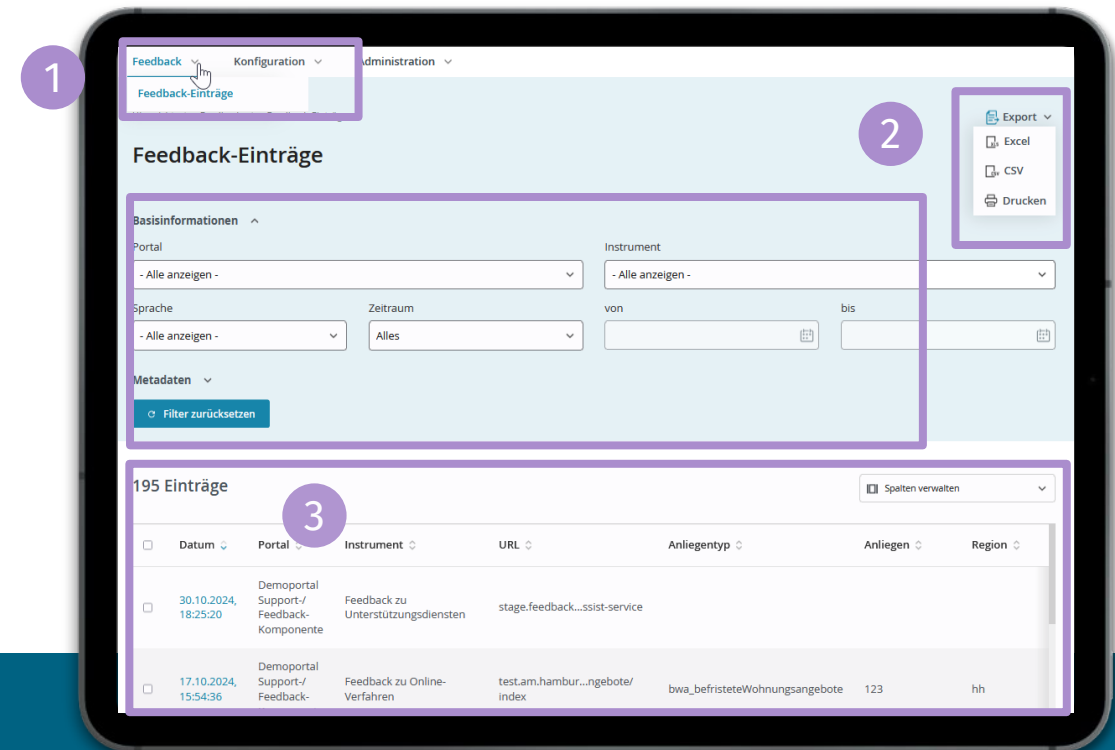 1
Feedback Konfiguration Administration
Feedback-Einträge
2
Export
Excel
CSV
Drucken
Feedback-Einträge
Basisinformationen
Portal Instrument
- Alle anzeigen - - Alle anzeigen -
Sprache Zeitraum von bis
- Alle anzeigen - Alles
Metadaten
Filter zurücksetzen
195 Einträge Spalten verwalten
3
Datum Portal Instrument URL Anliegentyp Anliegen Region
30.10.2024,
18:25:20
Demoportal
Support-/
Feedback-
Komponente
Feedback zu
Unterstützungsdiensten
stage.feedback...ssist-service
17.10.2024,
15:54:36
Demoportal
Support-/
Feedback-
Feedback zu Online-
Verfahren
test.am.hambur...ngebote/
index
bwa_befristeteWohnungsangebote
123
hh